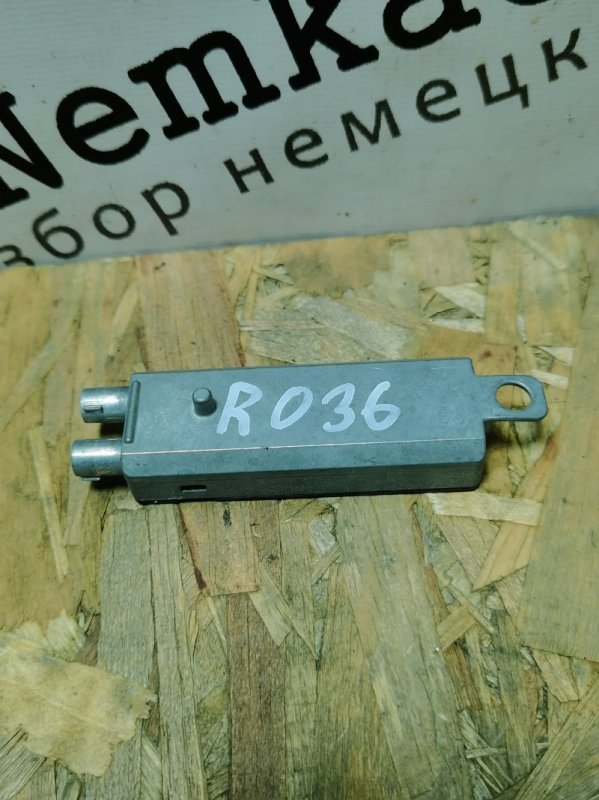 Nemka
збор немецк
R036